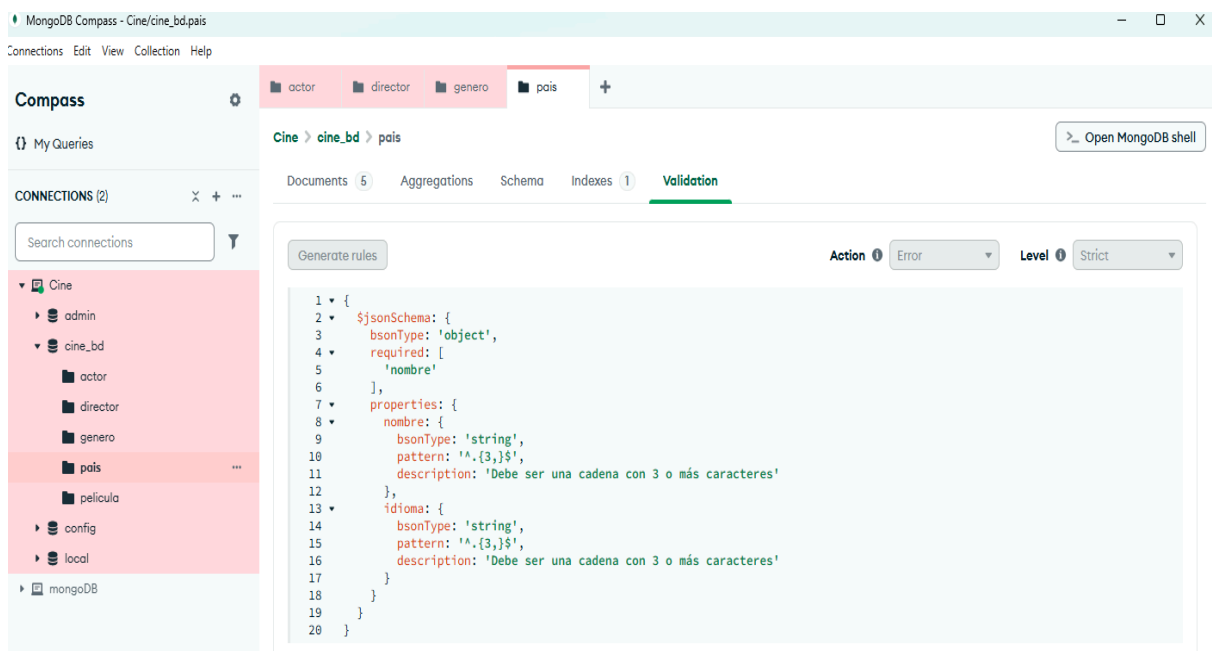 MongoDB Compass - Cine/cine_bd.pais
Connections Edit View Collection Help
Compass
{} My Queries
CONNECTIONS (2)
Search connections
Cine
admin
cine_bd
actor
director
genero
pais
pelicula
config
local
mongoDB
actor director genero pais
Cine > cine_bd > pais
>_ Open MongoDB shell
Documents 5 Aggregations Schema Indexes 1 Validation
Generate rules Action Error Level Strict
1 {
2 $jsonSchema: {
3 bsonType: 'object',
4 required: [
5 'nombre'
6 ],
7 properties: {
8 nombre: {
9 bsonType: 'string',
10 pattern: '^.{3,}$',
11 description: 'Debe ser una cadena con 3 o más caracteres'
12 },
13 idioma: {
14 bsonType: 'string',
15 pattern: '^.{3,}$',
16 description: 'Debe ser una cadena con 3 o más caracteres'
17 }
18 }
19 }
20 }